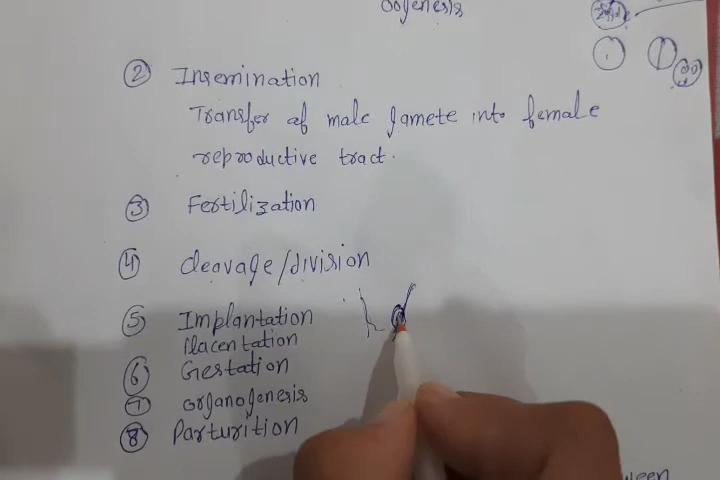 oogenesis
② Insemination
Transfer of male gamete into female
reproductive tract.
③ Fertilization
④ cleavage/division
⑤ Implantation
Placentation
⑥ Gestation
⑦ organogenesis
⑧ Parturition